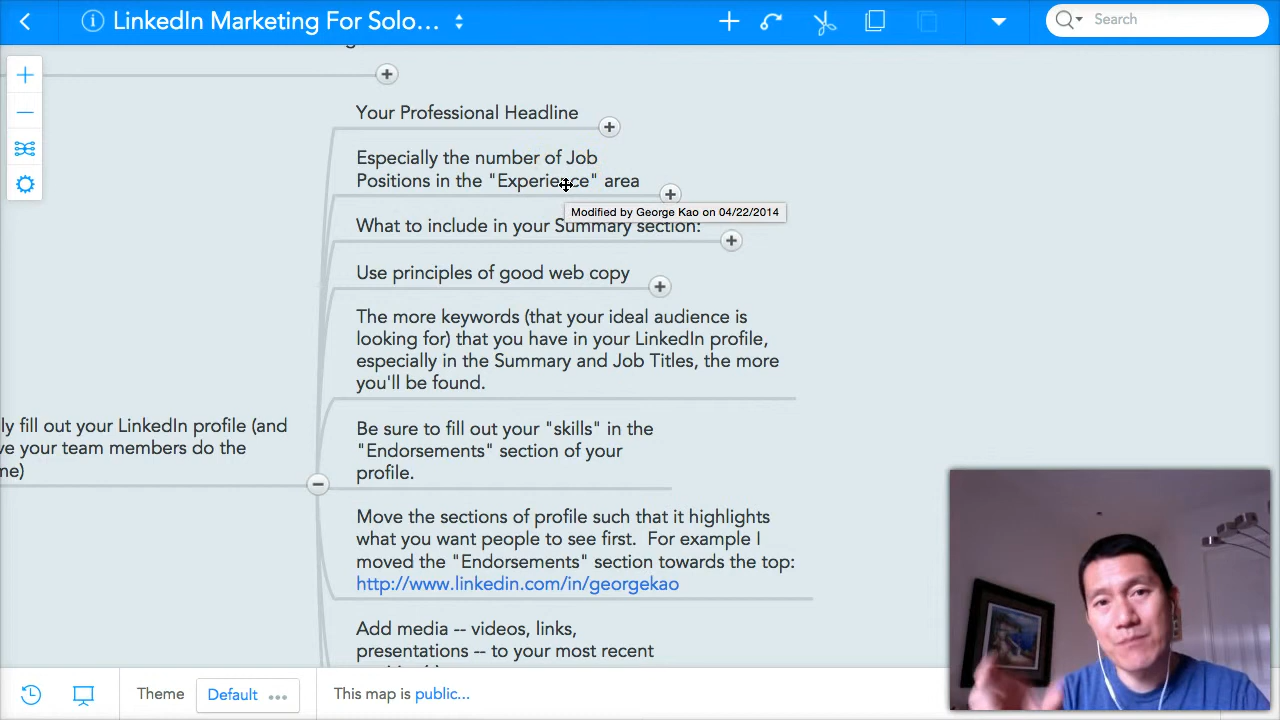 LinkedIn Marketing For Solo...
Search
Your Professional Headline
Especially the number of Job
Positions in the "Experience" area
Modified by George Kao on 04/22/2014
What to include in your Summary section:
Use principles of good web copy
The more keywords (that your ideal audience is
looking for) that you have in your LinkedIn profile,
especially in the Summary and Job Titles, the more
you'll be found.
ly fill out your LinkedIn profile (and
ve your team members do the
me)
Be sure to fill out your "skills" in the
"Endorsements" section of your
profile.
Move the sections of profile such that it highlights
what you want people to see first. For example I
moved the "Endorsements" section towards the top:
http://www.linkedin.com/in/georgekao
Add media -- videos, links,
presentations -- to your most recent
Theme
Default
This map is public...